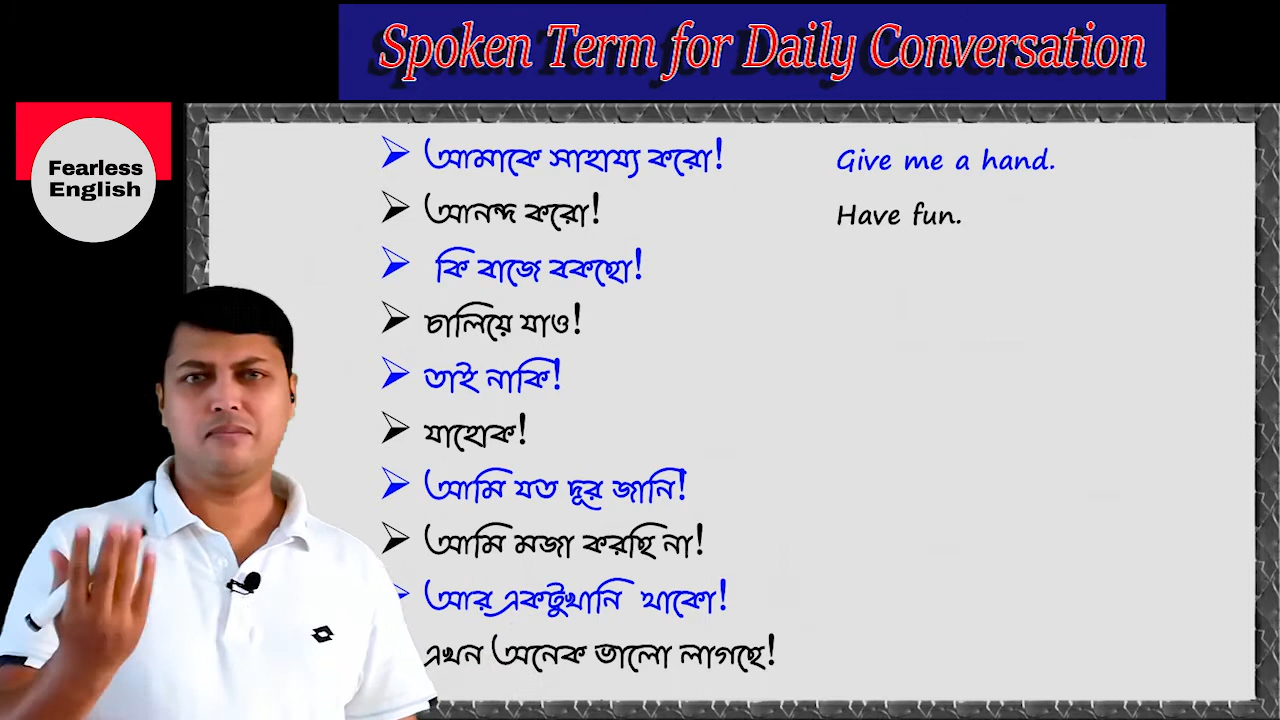 Spoken Term for Daily Conversation
Fearless
English
আমাকে সাহায্য করো! Give me a hand.
আনন্দ করো! Have fun.
কি বাজে বকছো!
চালিয়ে যাও!
তাই নাকি!
যাহোক!
আমি যত দূর জানি!
আমি মজা করছি না!
আর একটুখানি থাকো!
এখন অনেক ভালো লাগছে!